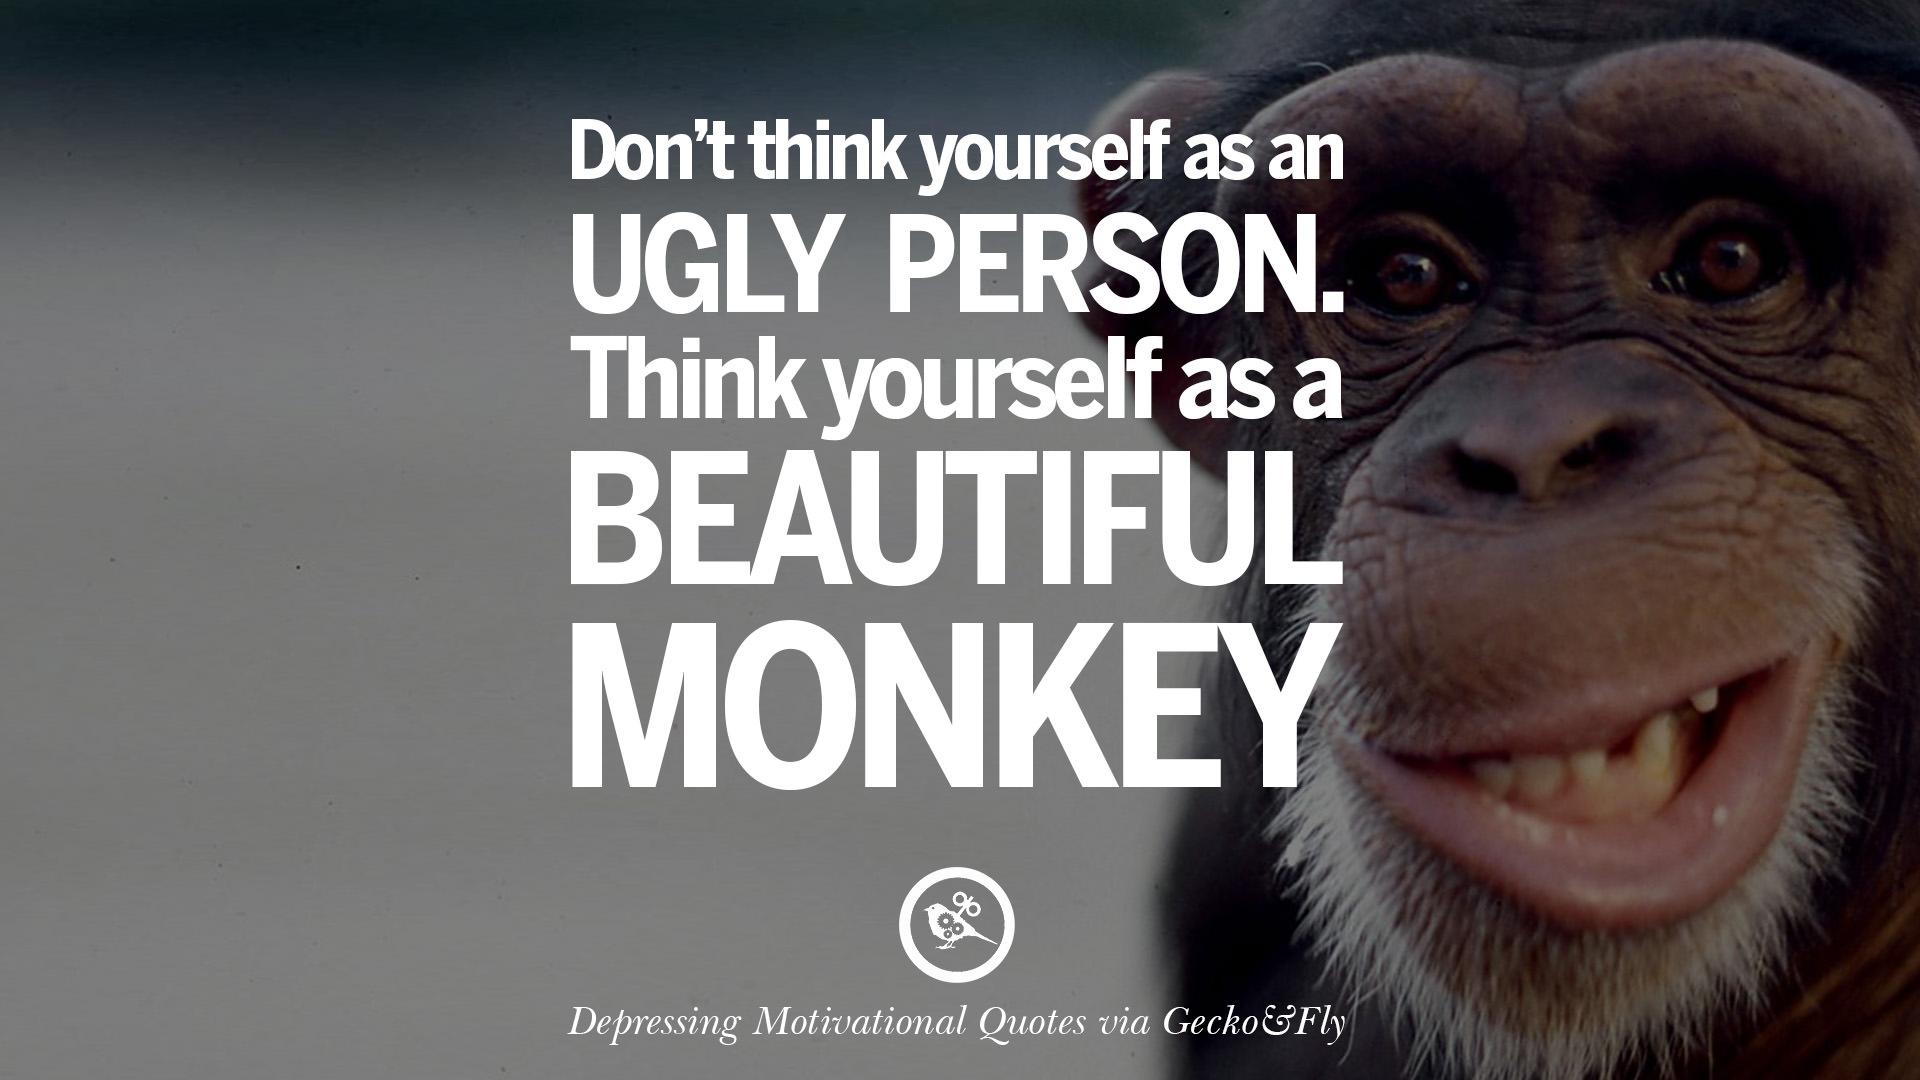 Don't think yourself as an
UGLY PERSON.
Think yourself as a
BEAUTIFUL
MONKEY
Depressing Motivational Quotes via Gecko&Fly